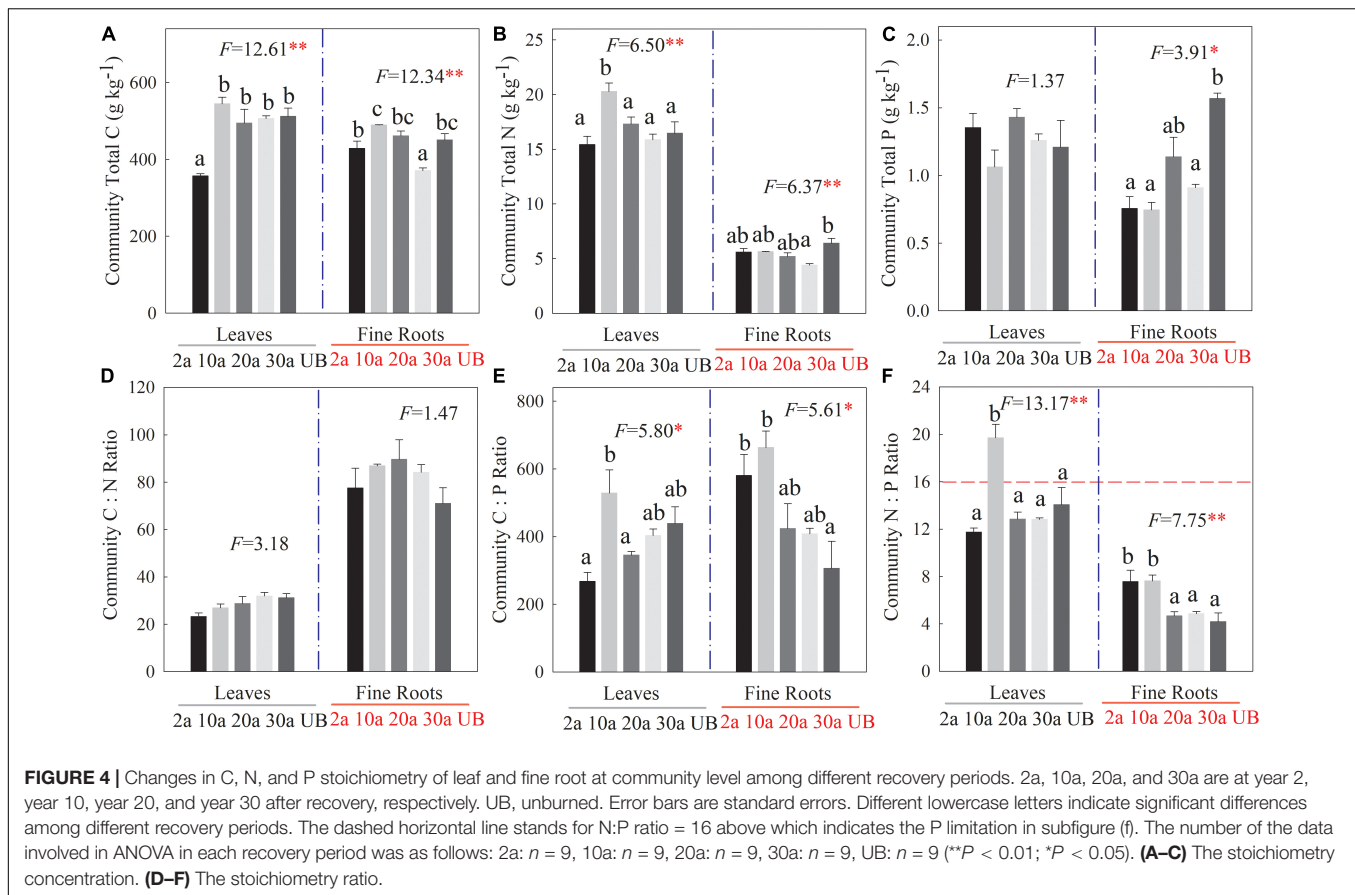 A
Community Total C (g kg-1)
600
400
200
0
F=12.61**
F=12.34**
a b b b b
b c bc a bc
Leaves
Fine Roots
2a 10a 20a 30a UB
2a 10a 20a 30a UB
B
Community Total N (g kg-1)
25
20
15
10
5
0
F=6.50**
F=6.37**
a b a a a
ab ab ab a b
Leaves
Fine Roots
2a 10a 20a 30a UB
2a 10a 20a 30a UB
C
Community Total P (g kg-1)
2.0
1.5
1.0
0.5
0.0
F=1.37
F=3.91*
a a ab a b
Leaves
Fine Roots
2a 10a 20a 30a UB
2a 10a 20a 30a UB
D
Community C : N Ratio
120
100
80
60
40
20
0
F=3.18
F=1.47
Leaves
Fine Roots
2a 10a 20a 30a UB
2a 10a 20a 30a UB
E
Community C : P Ratio
800
600
400
200
0
F=5.80*
F=5.61*
a b a ab ab
b b ab ab a
Leaves
Fine Roots
2a 10a 20a 30a UB
2a 10a 20a 30a UB
F
Community N : P Ratio
24
20
16
12
8
4
0
F=13.17**
F=7.75**
a b a a a
b b a a a
Leaves
Fine Roots
2a 10a 20a 30a UB
2a 10a 20a 30a UB
FIGURE 4 | Changes in C, N, and P stoichiometry of leaf and fine root at community level among different recovery periods. 2a, 10a, 20a, and 30a are at year 2,
year 10, year 20, and year 30 after recovery, respectively. UB, unburned. Error bars are standard errors. Different lowercase letters indicate significant differences
among different recovery periods. The dashed horizontal line stands for N:P ratio = 16 above which indicates the P limitation in subfigure (f). The number of the data
involved in ANOVA in each recovery period was as follows: 2a: n = 9, 10a: n = 9, 20a: n = 9, 30a: n = 9, UB: n = 9 (**P < 0.01; *P < 0.05). (A–C) The stoichiometry
concentration. (D–F) The stoichiometry ratio.